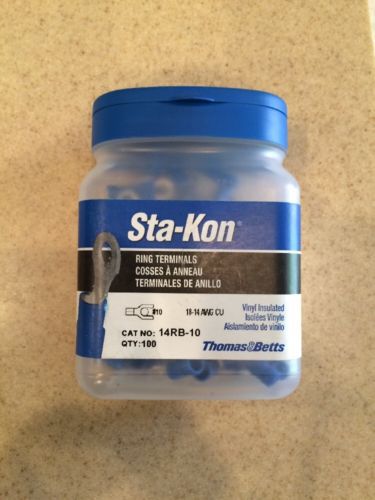 Sta-Kon®
RING TERMINALS
COSSES À ANNEAU
TERMINALES DE ANILLO
#10 18-14 AWG CU
Vinyl Insulated
Isolées Vinyle
Aislamiento de vinilo
CAT NO: 14RB-10
QTY:100
Thomas&Betts